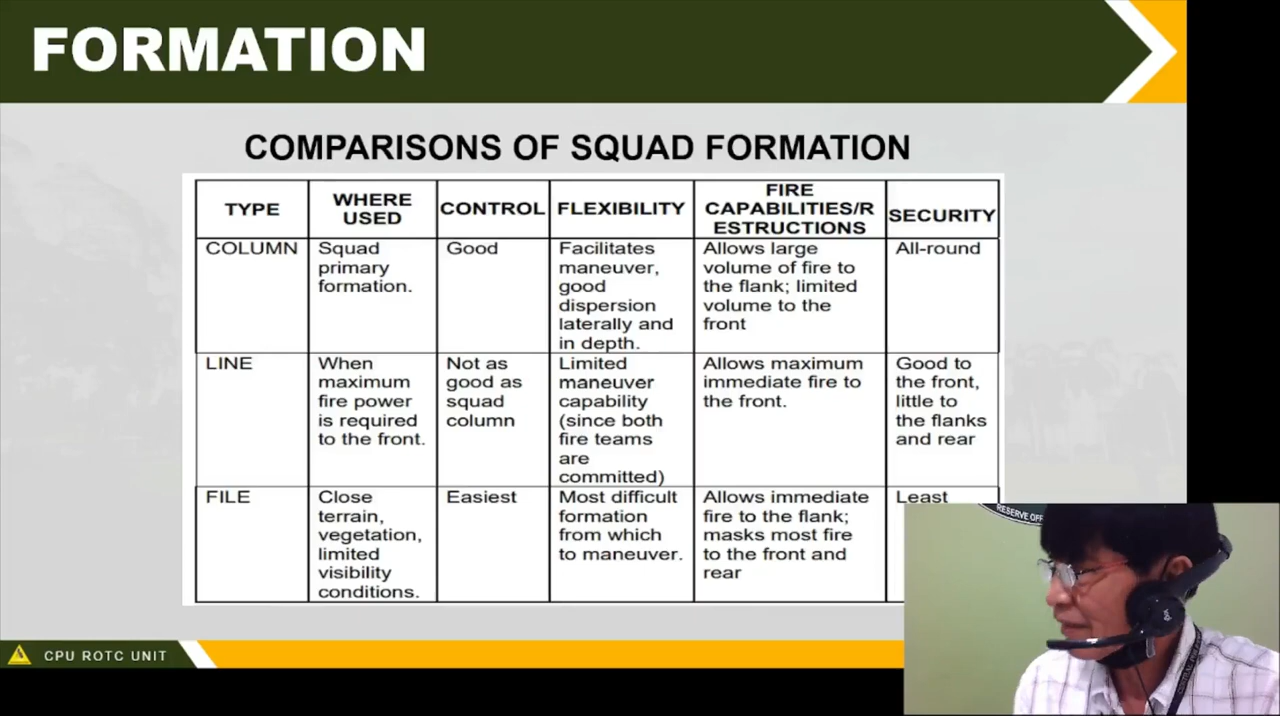 FORMATION
COMPARISONS OF SQUAD FORMATION
TYPE
WHERE
USED
CONTROL
FLEXIBILITY
FIRE
CAPABILITIES/R
ESTRUCTIONS
SECURITY
COLUMN
Squad
primary
formation.
Good
Facilitates
maneuver,
good
dispersion
laterally and
in depth.
Allows large
volume of fire to
the flank; limited
volume to the
front
All-round
LINE
When
maximum
fire power
is required
to the front.
Not as
good as
squad
column
Limited
maneuver
capability
(since both
fire teams
are
committed)
Allows maximum
immediate fire to
the front.
Good to
the front,
little to
the flanks
and rear
FILE
Close
terrain,
vegetation,
limited
visibility
conditions.
Easiest
Most difficult
formation
from which
to maneuver.
Allows immediate
fire to the flank;
masks most fire
to the front and
rear
Least
RESERVE OFF
CPU ROTC UNIT